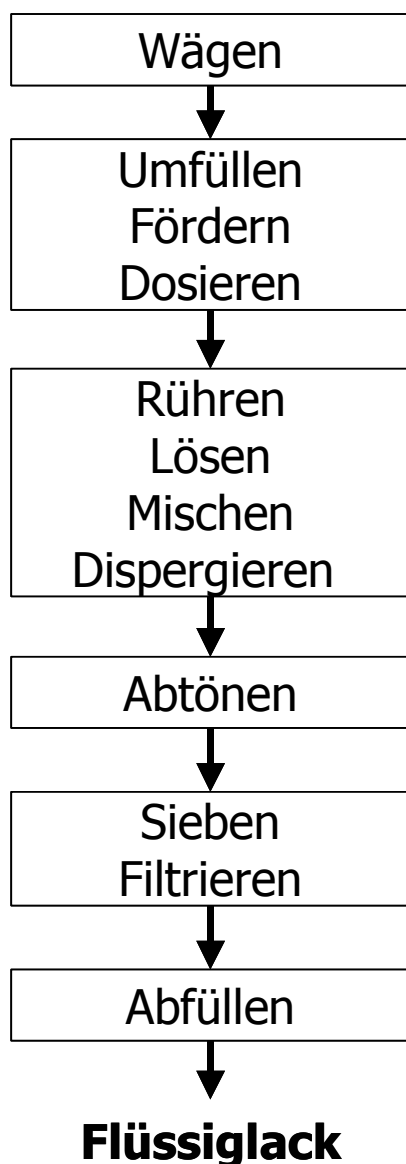 Wägen
Umfüllen
Fördern
Dosieren
Rühren
Lösen
Mischen
Dispergieren
Abtönen
Sieben
Filtrieren
Abfüllen
Flüssiglack